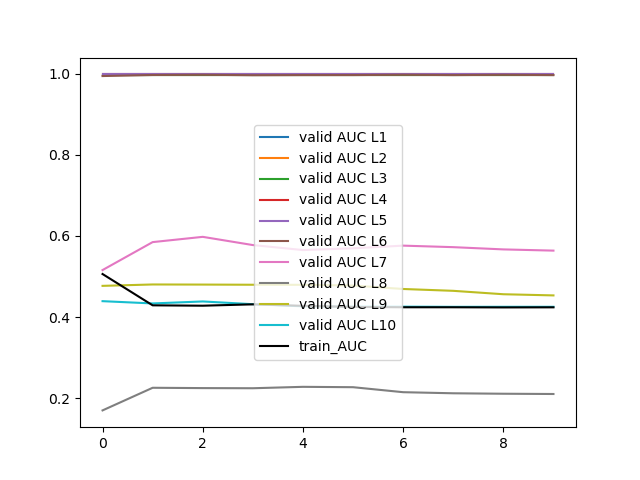 1.0
0.8
0.6
0.4
0.2
valid AUC L1
valid AUC L2
valid AUC L3
valid AUC L4
valid AUC L5
valid AUC L6
valid AUC L7
valid AUC L8
valid AUC L9
valid AUC L10
train_AUC
0 2 4 6 8